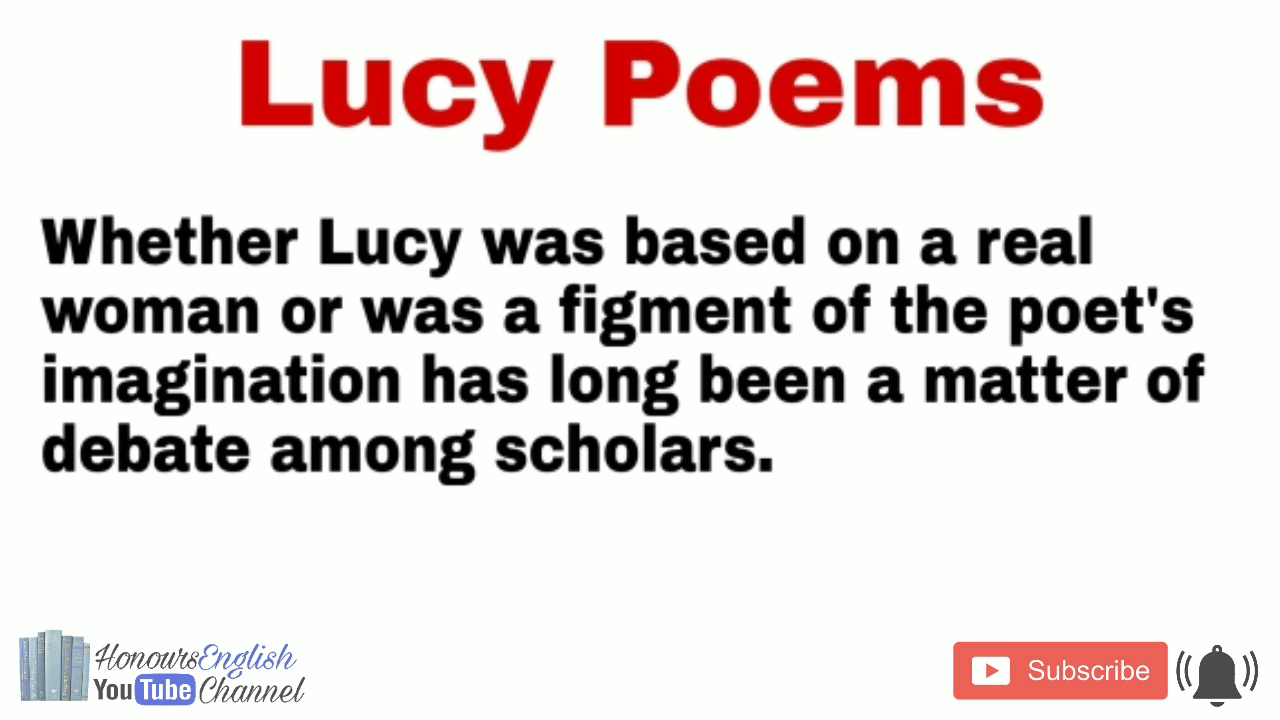 Lucy Poems
Whether Lucy was based on a real
woman or was a figment of the poet's
imagination has long been a matter of
debate among scholars.
HonoursEnglish
YouTube Channel
Subscribe